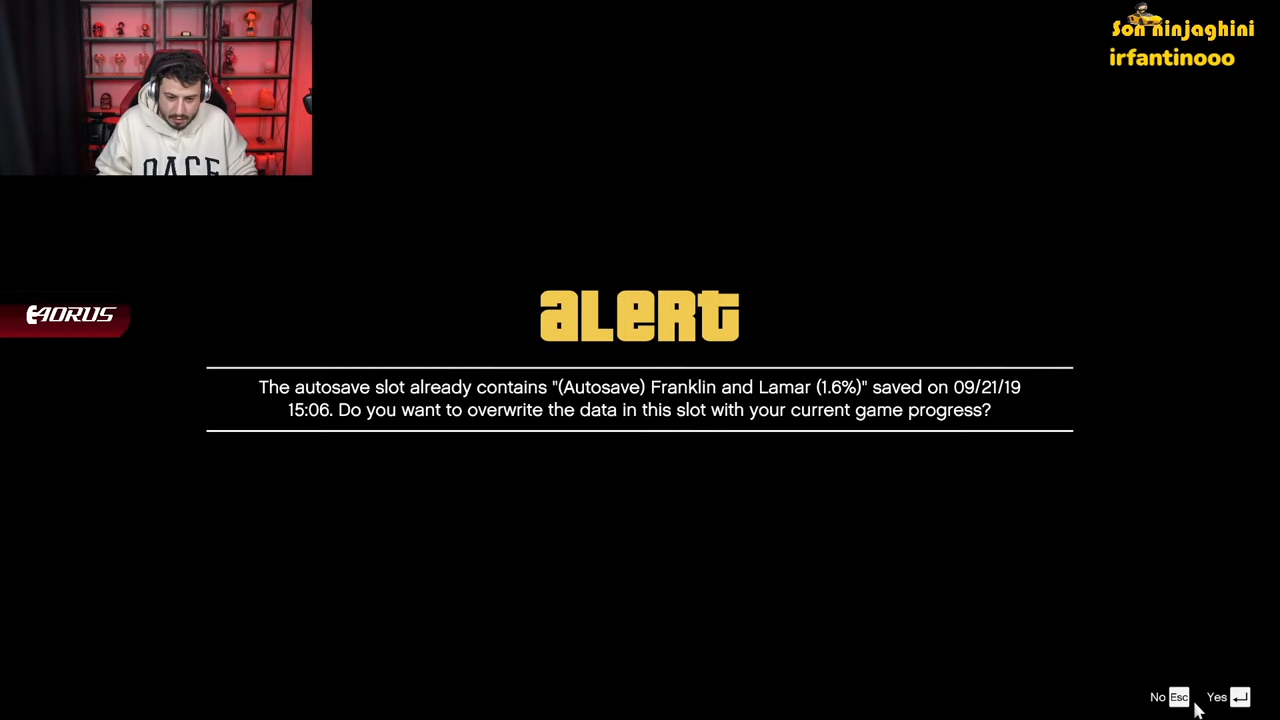 Son ninjaghini
irfantinooo
AORUS
alert
The autosave slot already contains "(Autosave) Franklin and Lamar (1.6%)" saved on 09/21/19
15:06. Do you want to overwrite the data in this slot with your current game progress?
No Esc Yes